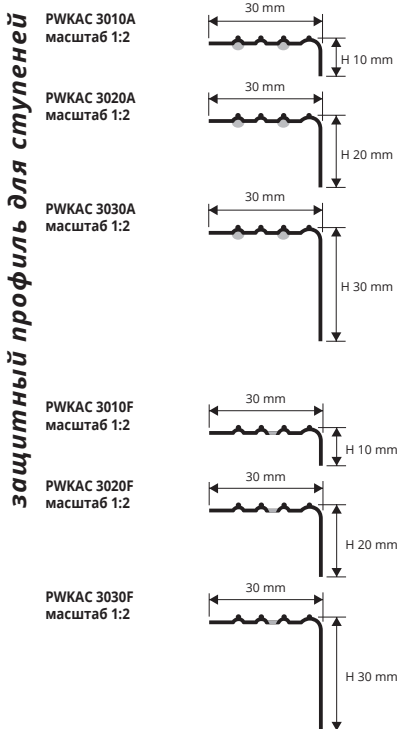 защитный профиль для ступеней
PWKAC 3010A
масштаб 1:2
30 mm
H 10 mm
PWKAC 3020A
масштаб 1:2
30 mm
H 20 mm
PWKAC 3030A
масштаб 1:2
30 mm
H 30 mm
PWKAC 3010F
масштаб 1:2
30 mm
H 10 mm
PWKAC 3020F
масштаб 1:2
30 mm
H 20 mm
PWKAC 3030F
масштаб 1:2
30 mm
H 30 mm